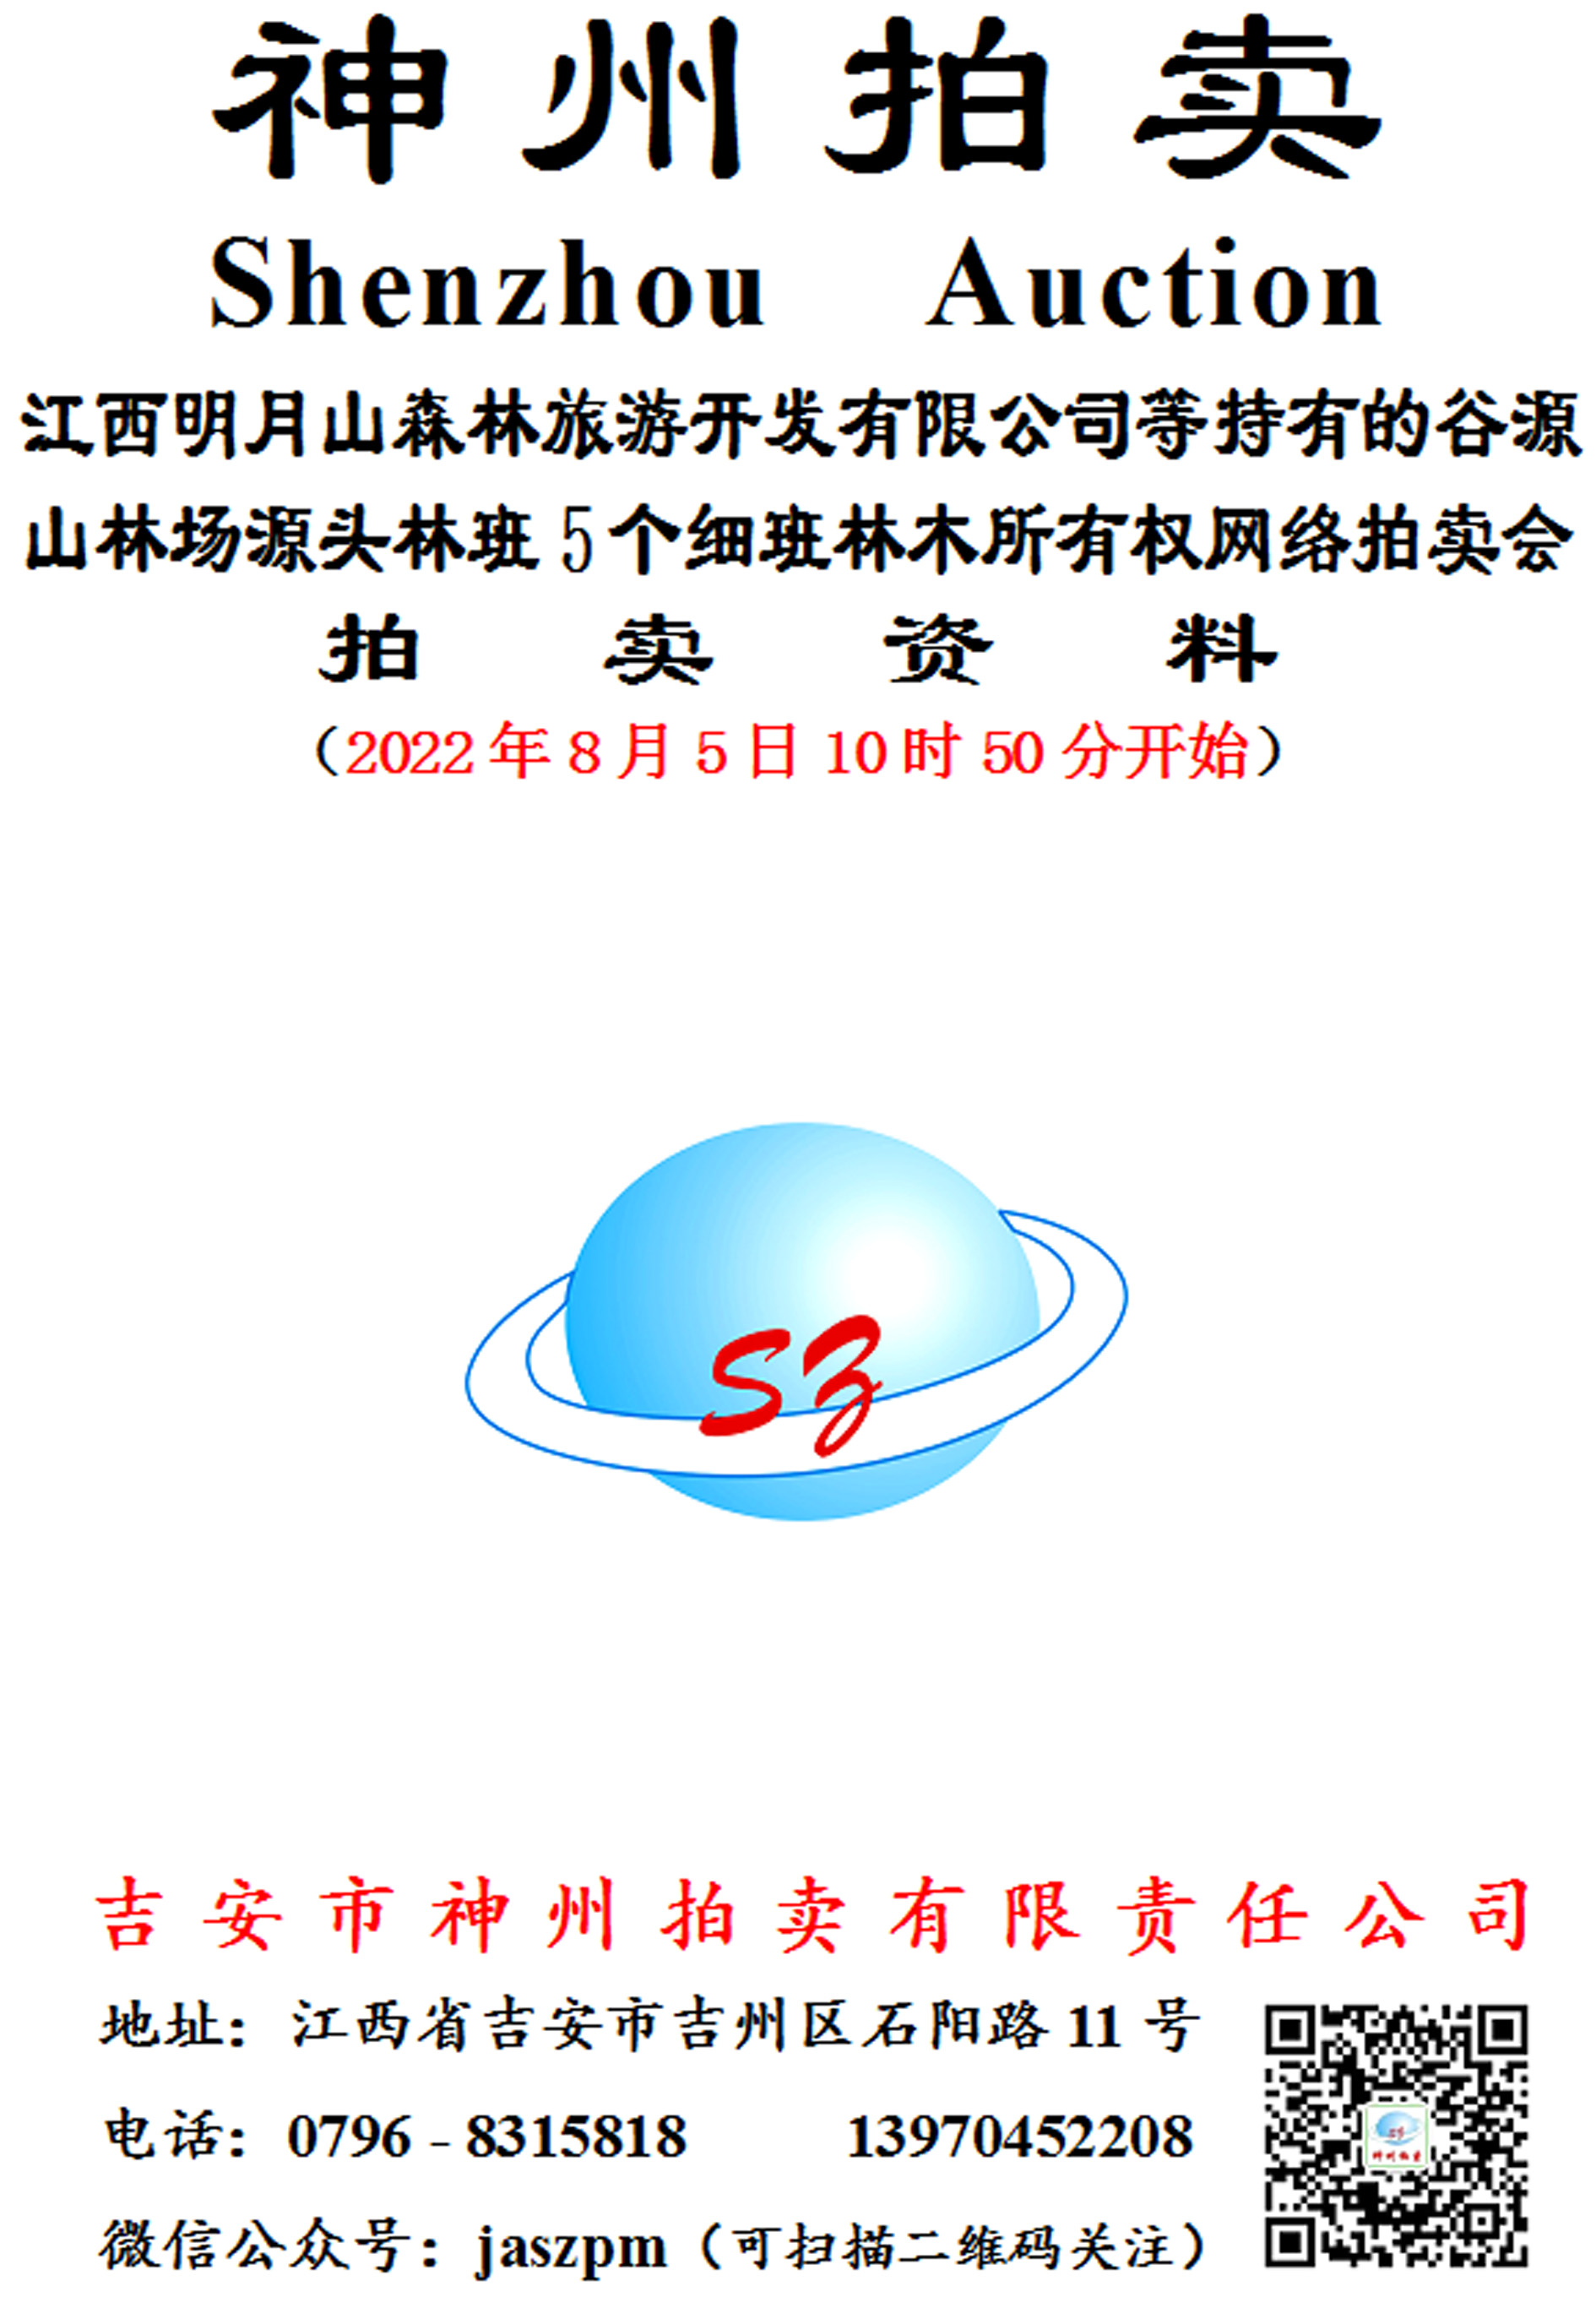 神州拍卖
Shenzhou Auction
江西明月山森林旅游开发有限公司等持有的谷源
山林场源头林班5个细班林木所有权网络拍卖会
拍卖资料
（2022年8月5日10时50分开始）
SZ
吉安市神州拍卖有限责任公司
地址：江西省吉安市吉州区石阳路11号
电话：0796-8315818 13970452208
微信公众号：jaszpm（可扫描二维码关注）
神州拍卖